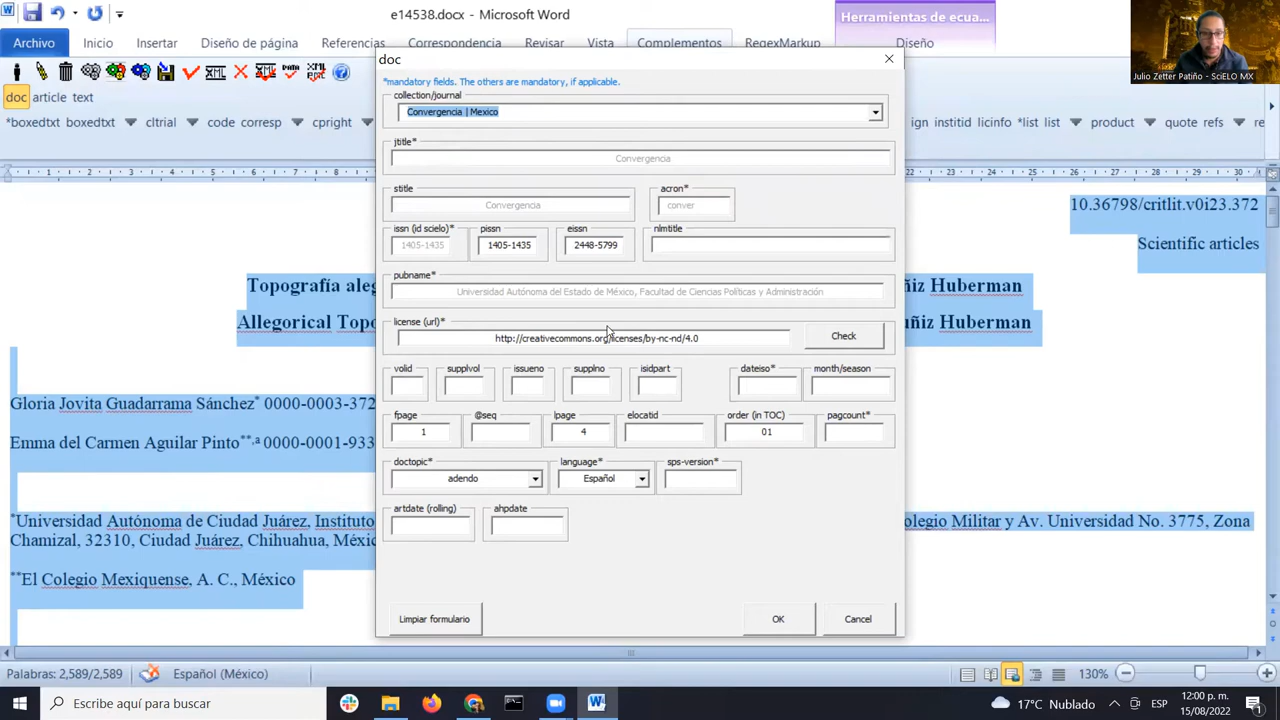 e14538.docx - Microsoft Word
Herramientas de ecua...
Archivo Inicio Insertar Diseño de página Referencias Correspondencia Revisar Vista Complementos RegexMarkup Diseño
Julio Zetter Patiño - SciELO MX
doc
doc article text
*mandatory fields. The others are mandatory, if applicable.
collection/journal
Convergencia | Mexico
*boxedtxt boxedtxt cltrial code corresp cpright
ign institid licinfo *list list product quote refs
jtitle*
Convergencia
stitle acron*
Convergencia conver
10.36798/critlit.v0i23.372
issn (id scielo)* pissn eissn nlmtitle
1405-1435 1405-1435 2448-5799
Scientific articles
pubname*
Universidad Autónoma del Estado de México, Facultad de Ciencias Políticas y Administración
Topografía aleg
ñiz Huberman
license (url)*
http://creativecommons.org/licenses/by-nc-nd/4.0 Check
Allegorical Topo
ñiz Huberman
volid supplvol issueno supplno isidpart dateiso* month/season
Gloria Jovita Guadarrama Sánchez* 0000-0003-372
fpage @seq lpage elocatid order (in TOC) pagcount*
1 4 01
Emma del Carmen Aguilar Pinto**,a 0000-0001-933
doctopic* language* sps-version*
adendo Español
artdate (rolling) ahpdate
*Universidad Autónoma de Ciudad Juárez, Institut
olegio Militar y Av. Universidad No. 3775, Zona
Chamizal, 32310, Ciudad Juárez, Chihuahua, Méxic
**El Colegio Mexiquense, A. C., México
Limpiar formulario OK Cancel
Palabras: 2,589/2,589 Español (México) 130%
Escribe aquí para buscar
17°C Nublado ESP 12:00 p. m.
15/08/2022